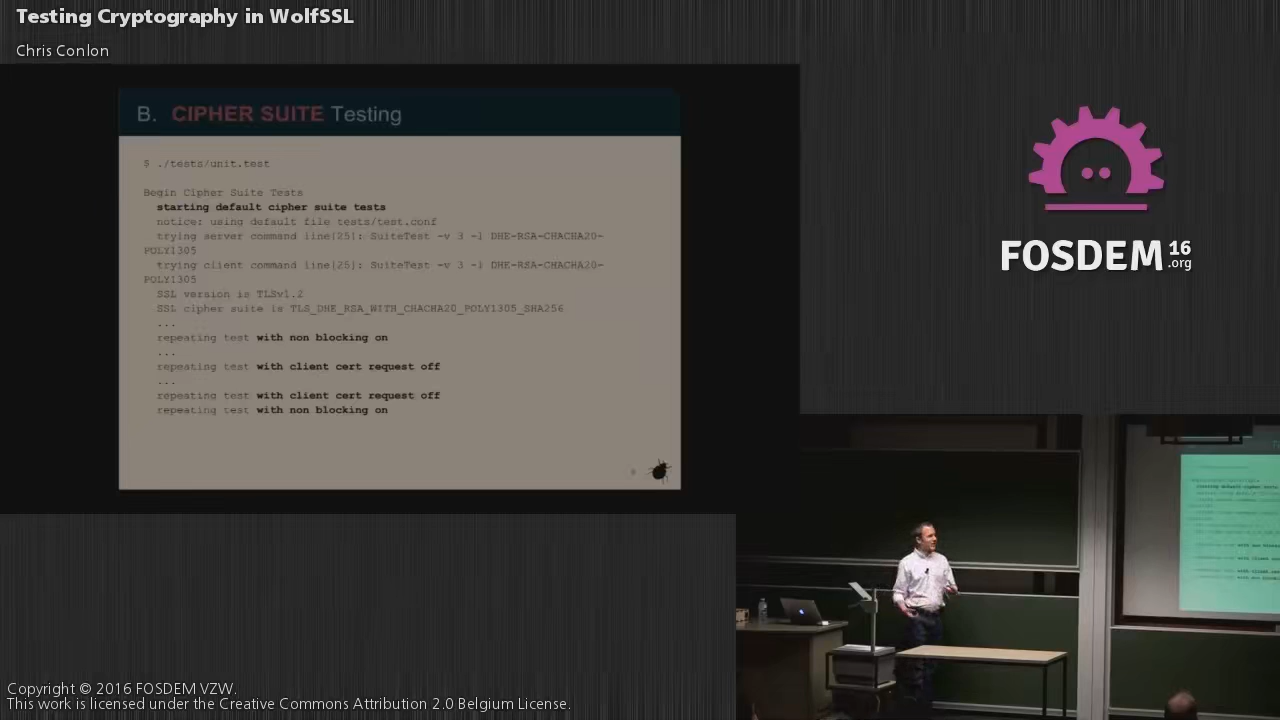 Testing Cryptography in WolfSSL
Chris Conlon
B. CIPHER SUITE Testing
$ ./tests/unit.test
Begin Cipher Suite Tests
starting default cipher suite tests
notice: using default file tests/test.conf
trying server command line[25]: SuiteTest -v 3 -l DHE-RSA-CHACHA20-
POLY1305
trying client command line[25]: SuiteTest -v 3 -l DHE-RSA-CHACHA20-
POLY1305
SSL version is TLSv1.2
SSL cipher suite is TLS_DHE_RSA_WITH_CHACHA20_POLY1305_SHA256
...
repeating test with non blocking on
...
repeating test with client cert request off
...
repeating test with client cert request off
repeating test with non blocking on
FOSDEM 16
.org
Copyright © 2016 FOSDEM VZW.
This work is licensed under the Creative Commons Attribution 2.0 Belgium License.